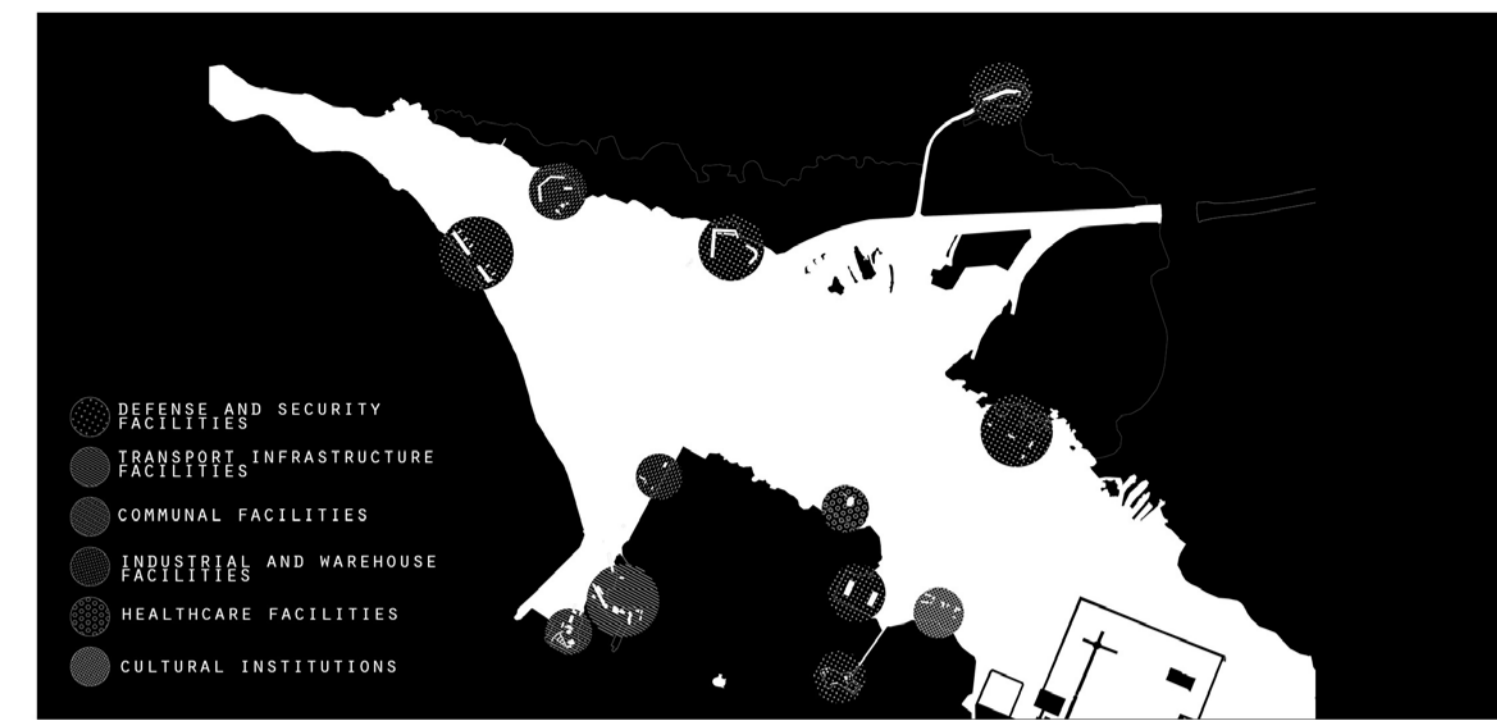 DEFENSE AND SECURITY
FACILITIES
TRANSPORT INFRASTRUCTURE
FACILITIES
COMMUNAL FACILITIES
INDUSTRIAL AND WAREHOUSE
FACILITIES
HEALTHCARE FACILITIES
CULTURAL INSTITUTIONS